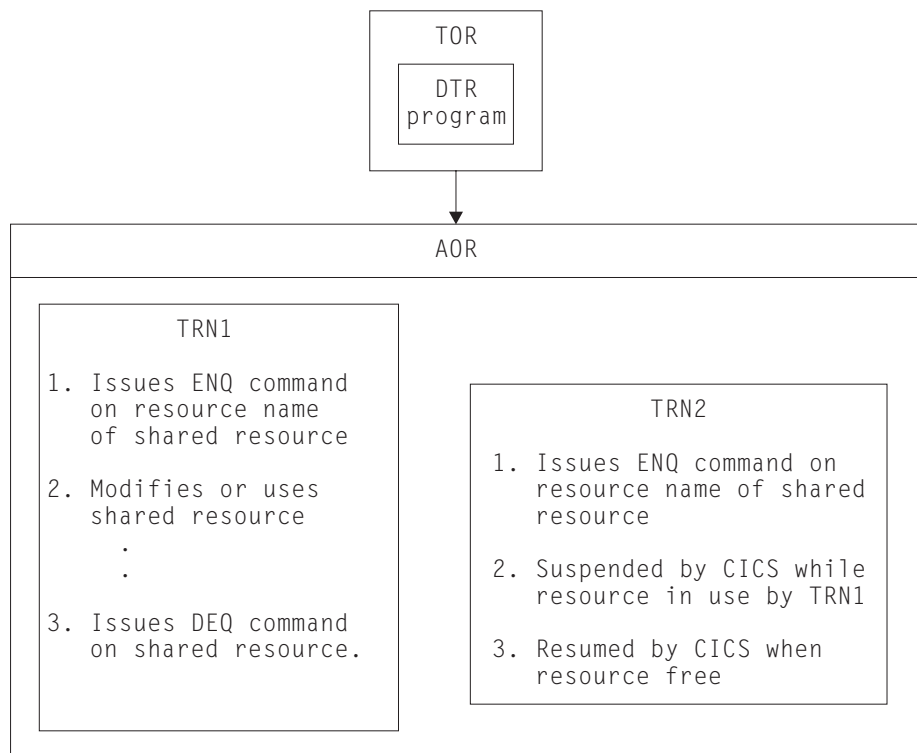 TOR
DTR
program
AOR
TRN1
1. Issues ENQ command
on resource name
of shared resource
2. Modifies or uses
shared resource
.
.
3. Issues DEQ command
on shared resource.
TRN2
1. Issues ENQ command on
resource name of shared
resource
2. Suspended by CICS while
resource in use by TRN1
3. Resumed by CICS when
resource free